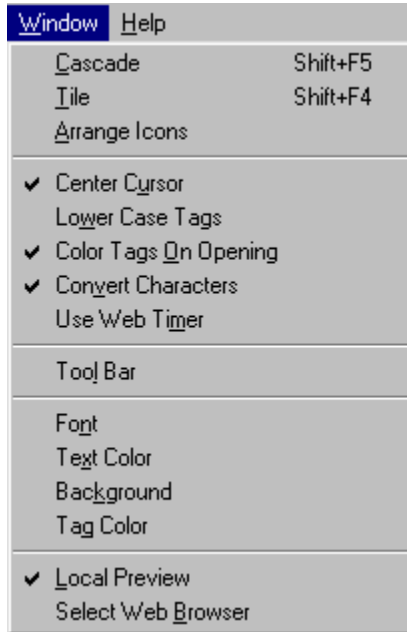 Window Help
Cascade Shift+F5
Tile Shift+F4
Arrange Icons
Center Cursor
Lower Case Tags
Color Tags On Opening
Convert Characters
Use Web Timer
Tool Bar
Font
Text Color
Background
Tag Color
Local Preview
Select Web Browser